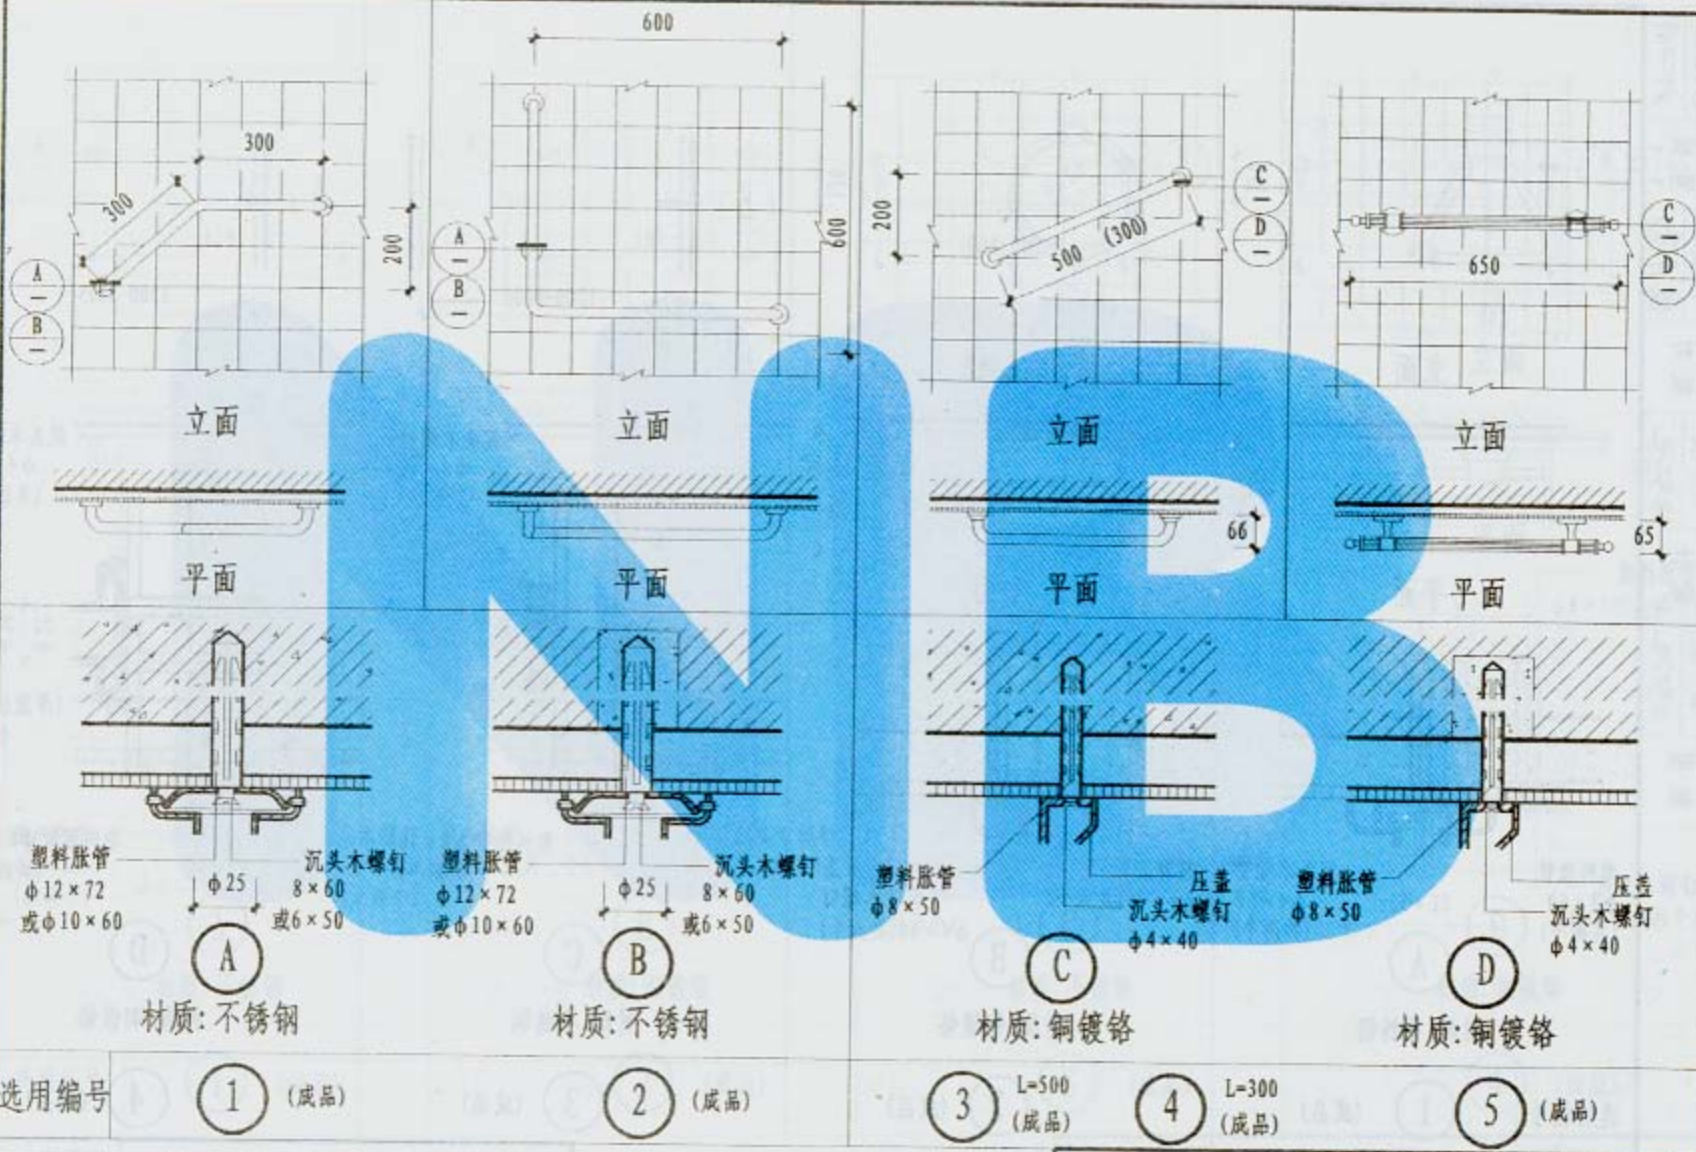 600
300
300
200
A
—
B
—
A
—
B
—
600
200
500 (300)
C
—
D
—
650
C
—
D
—
立面
立面
立面
立面
66
65
平面
平面
平面
平面
NB
塑料胀管
φ12×72
或φ10×60
φ25
沉头木螺钉
8×60
或6×50
A
材质:不锈钢
塑料胀管
φ12×72
或φ10×60
φ25
沉头木螺钉
8×60
或6×50
B
材质:不锈钢
塑料胀管
φ8×50
压盖
沉头木螺钉
φ4×40
C
材质:铜镀铬
塑料胀管
φ8×50
压盖
沉头木螺钉
φ4×40
D
材质:铜镀铬
选用编号
1 (成品)
2 (成品)
3 L=500
(成品)
4 L=300
(成品)
5 (成品)